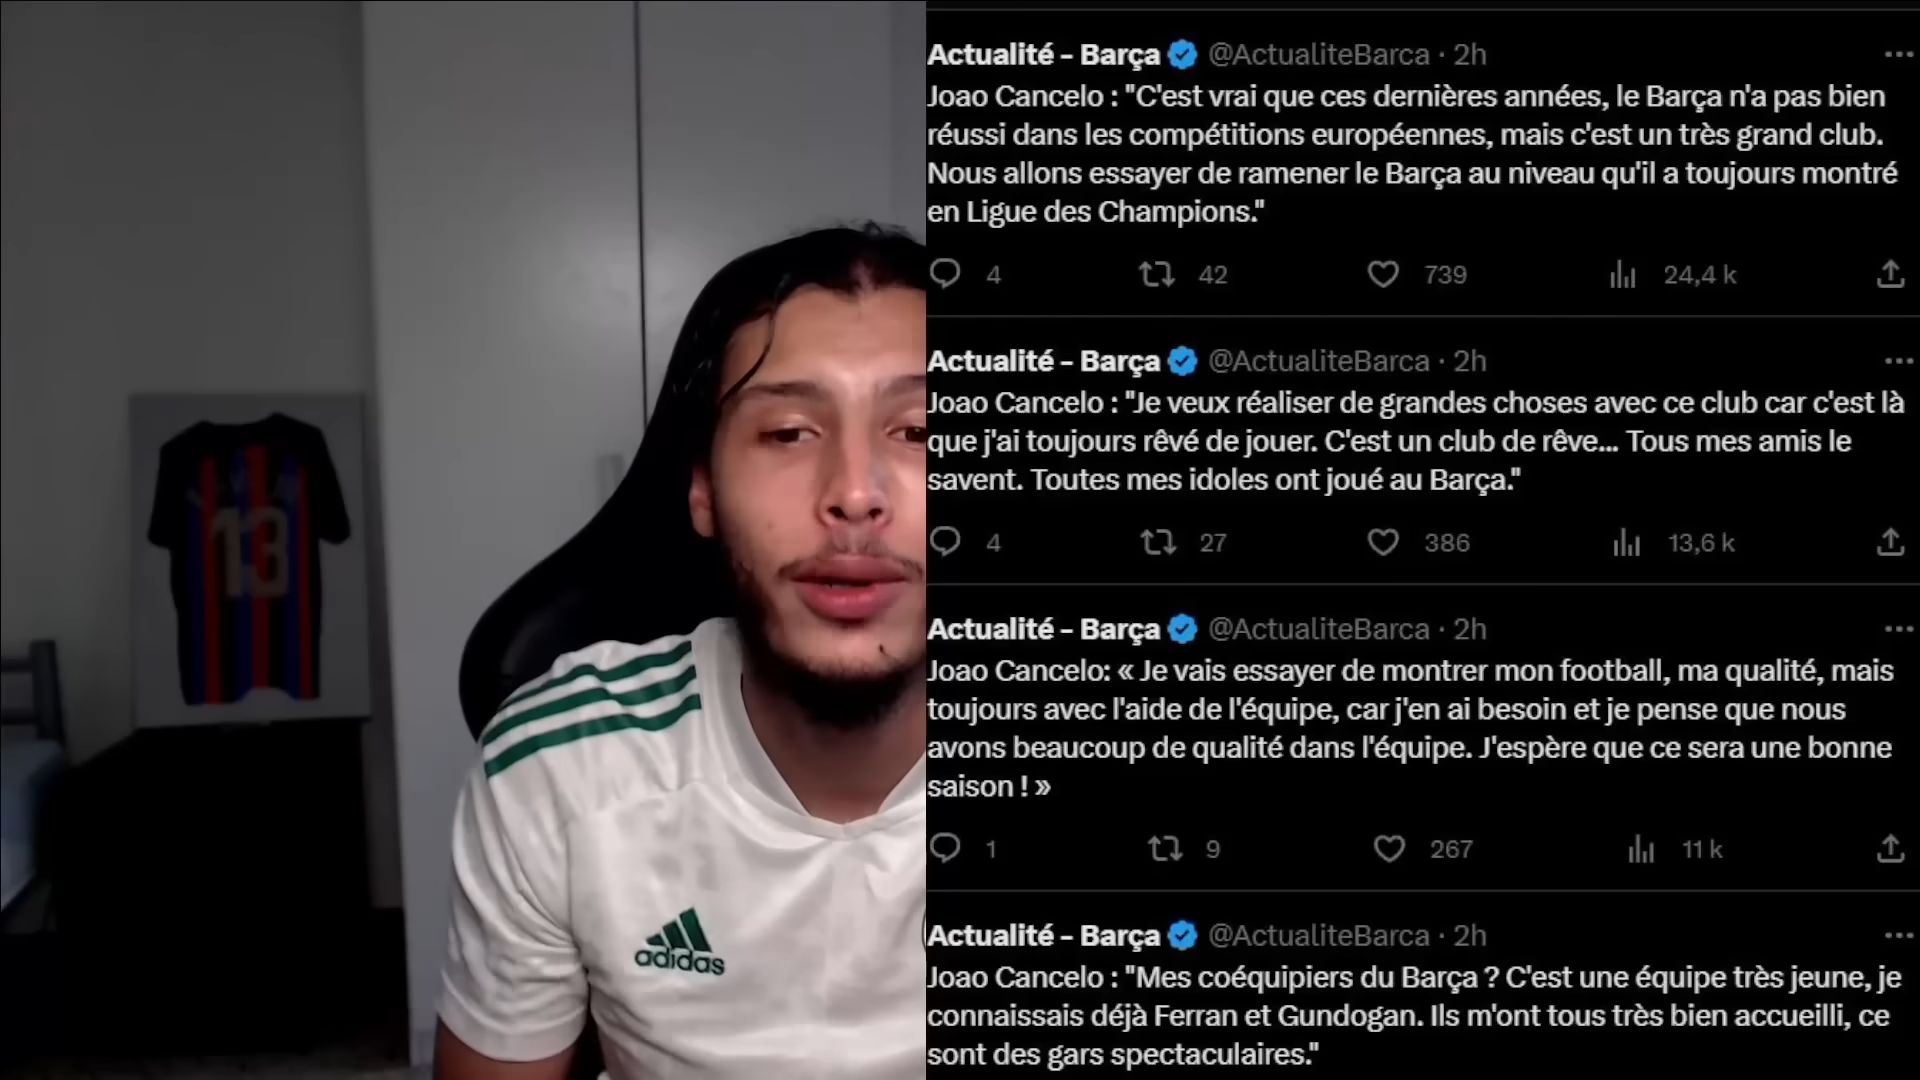 13
adidas
Actualité - Barça @ActualiteBarca · 2h
Joao Cancelo : "C'est vrai que ces dernières années, le Barça n'a pas bien
réussi dans les compétitions européennes, mais c'est un très grand club.
Nous allons essayer de ramener le Barça au niveau qu'il a toujours montré
en Ligue des Champions."
4 42 739 24,4 k
Actualité - Barça @ActualiteBarca · 2h
Joao Cancelo : "Je veux réaliser de grandes choses avec ce club car c'est là
que j'ai toujours rêvé de jouer. C'est un club de rêve... Tous mes amis le
savent. Toutes mes idoles ont joué au Barça."
4 27 386 13,6 k
Actualité - Barça @ActualiteBarca · 2h
Joao Cancelo: « Je vais essayer de montrer mon football, ma qualité, mais
toujours avec l'aide de l'équipe, car j'en ai besoin et je pense que nous
avons beaucoup de qualité dans l'équipe. J'espère que ce sera une bonne
saison ! »
1 9 267 11 k
Actualité - Barça @ActualiteBarca · 2h
Joao Cancelo : "Mes coéquipiers du Barça ? C'est une équipe très jeune, je
connaissais déjà Ferran et Gundogan. Ils m'ont tous très bien accueilli, ce
sont des gars spectaculaires."